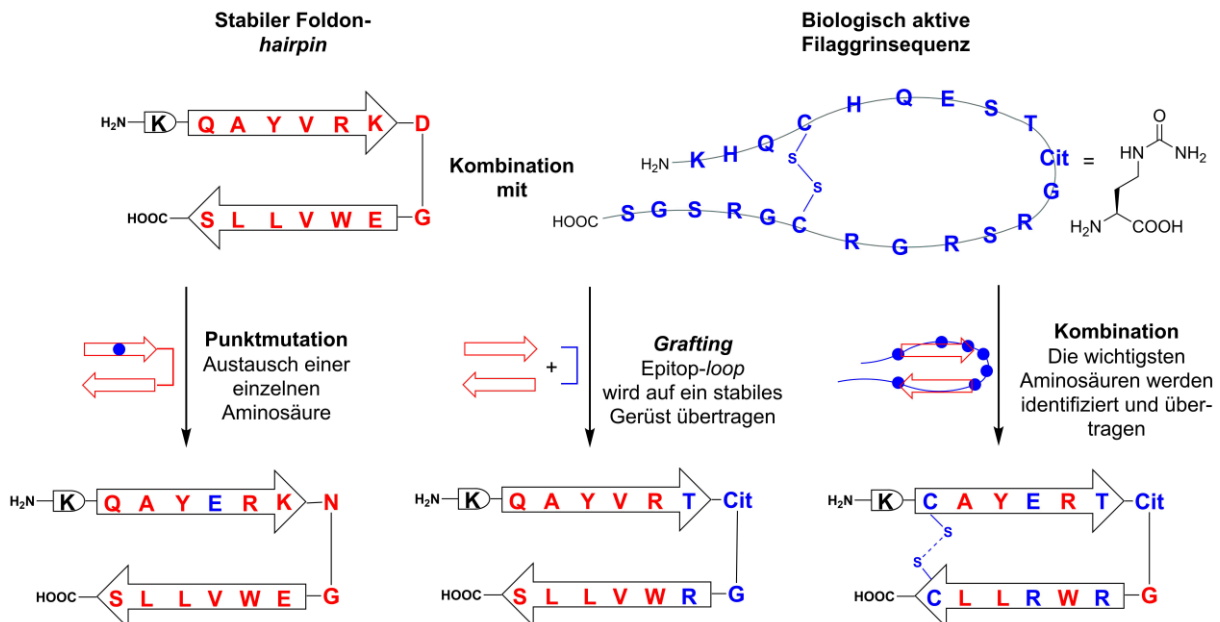 Stabiler Foldon-
hairpin
Biologisch aktive
Filaggrinsequenz
H₂N K Q A Y V R K D
HOOC S L L V W E G
Kombination
mit
H₂N K H Q C H Q E S T Cit G R S R G R C G R S G S HOOC
S
S
=
O
HN NH₂
H₂N COOH
Punktmutation
Austausch einer
einzelnen
Aminosäure
+
Grafting
Epitop-loop
wird auf ein stabiles
Gerüst übertragen
Kombination
Die wichtigsten
Aminosäuren werden
identifiziert und über-
tragen
H₂N K Q A Y E R K N
HOOC S L L V W E G
H₂N K Q A Y V R T Cit
HOOC S L L V W R G
H₂N K C A Y E R T Cit
S
S
HOOC C L L R W R G